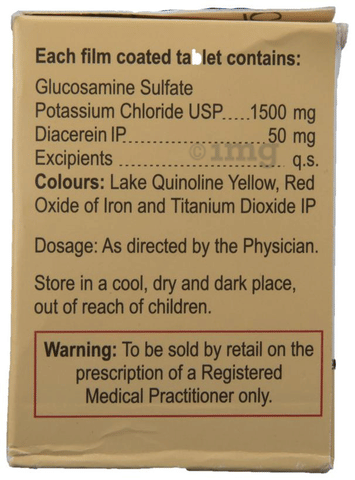 Each film coated tablet contains:
Glucosamine Sulfate
Potassium Chloride USP.....1500 mg
Diacerein IP...........................50 mg
Excipients .............................. q.s.
Colours: Lake Quinoline Yellow, Red
Oxide of Iron and Titanium Dioxide IP
Dosage: As directed by the Physician.
Store in a cool, dry and dark place,
out of reach of children.
Warning: To be sold by retail on the
prescription of a Registered
Medical Practitioner only.
©1mg